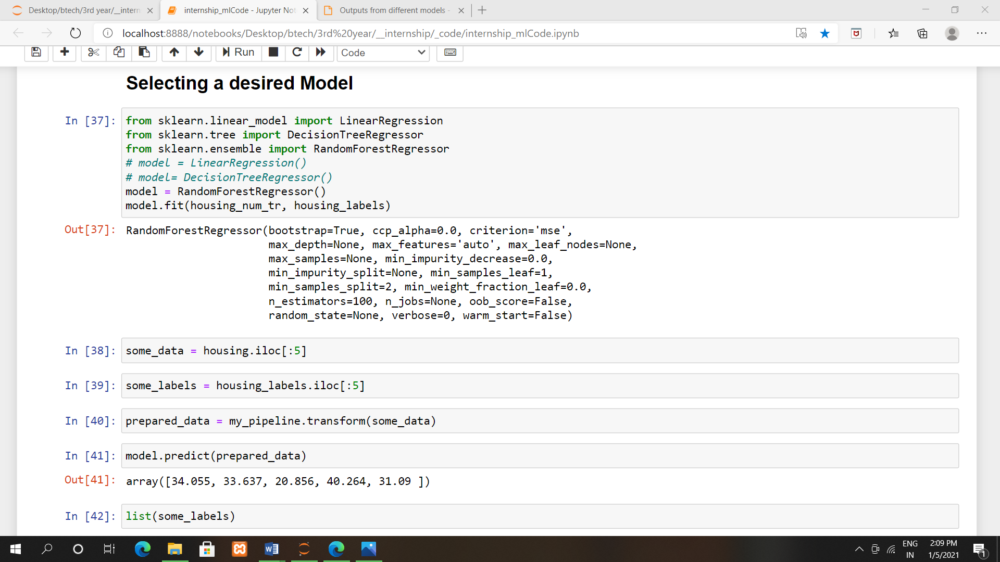 Desktop/btech/3rd year/__intern
internship_mlCode - Jupyter Not
Outputs from different models -
localhost:8888/notebooks/Desktop/btech/3rd%20year/__internship/_code/internship_mlCode.ipynb
Run
Code
Selecting a desired Model
In [37]:
from sklearn.linear_model import LinearRegression
from sklearn.tree import DecisionTreeRegressor
from sklearn.ensemble import RandomForestRegressor
# model = LinearRegression()
# model= DecisionTreeRegressor()
model = RandomForestRegressor()
model.fit(housing_num_tr, housing_labels)
Out[37]:
RandomForestRegressor(bootstrap=True, ccp_alpha=0.0, criterion='mse',
max_depth=None, max_features='auto', max_leaf_nodes=None,
max_samples=None, min_impurity_decrease=0.0,
min_impurity_split=None, min_samples_leaf=1,
min_samples_split=2, min_weight_fraction_leaf=0.0,
n_estimators=100, n_jobs=None, oob_score=False,
random_state=None, verbose=0, warm_start=False)
In [38]:
some_data = housing.iloc[:5]
In [39]:
some_labels = housing_labels.iloc[:5]
In [40]:
prepared_data = my_pipeline.transform(some_data)
In [41]:
model.predict(prepared_data)
Out[41]:
array([34.055, 33.637, 20.856, 40.264, 31.09 ])
In [42]:
list(some_labels)
ENG
IN
2:09 PM
1/5/2021
1